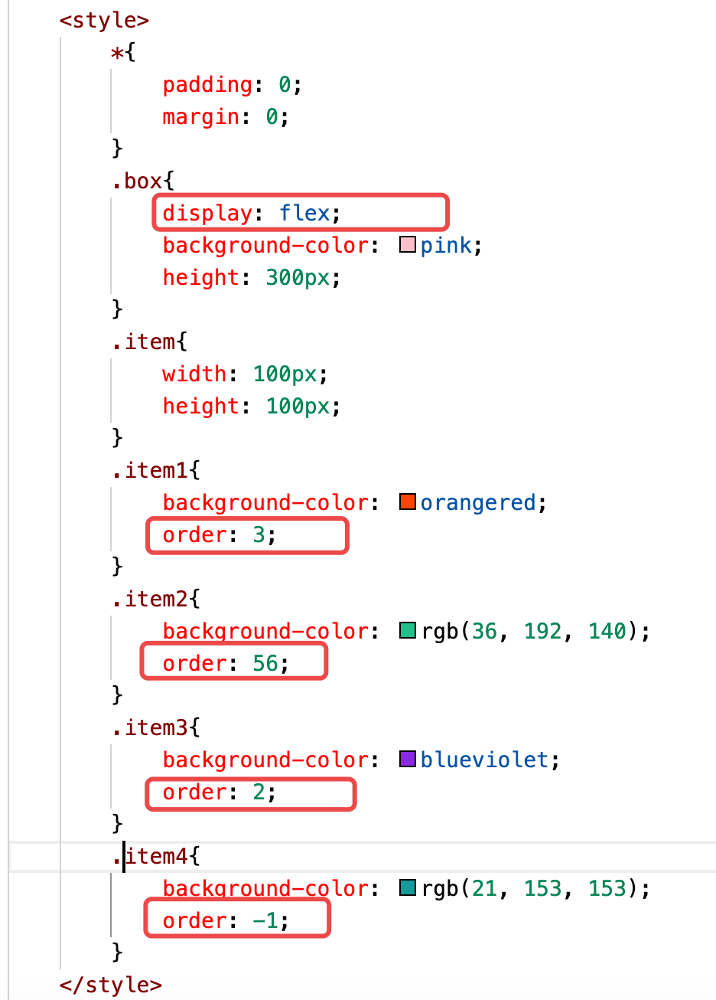 <style>
*{
padding: 0;
margin: 0;
}
.box{
display: flex;
background-color: pink;
height: 300px;
}
.item{
width: 100px;
height: 100px;
}
.item1{
background-color: orangered;
order: 3;
}
.item2{
background-color: rgb(36, 192, 140);
order: 56;
}
.item3{
background-color: blueviolet;
order: 2;
}
.item4{
background-color: rgb(21, 153, 153);
order: -1;
}
</style>